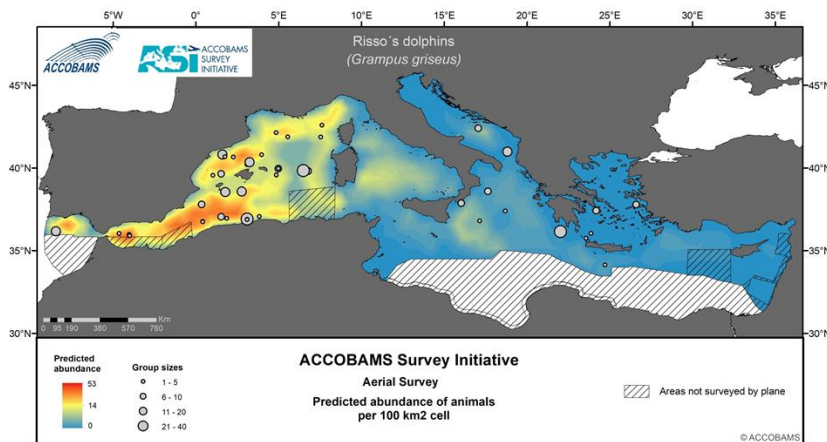 5°W 0° 5°E 10°E 15°E 20°E 25°E 30°E 35°E
ACCOBAMS
ASI
ACCOBAMS
SURVEY
INITIATIVE
Risso´s dolphins
(Grampus griseus)
45°N 45°N
40°N 40°N
35°N 35°N
30°N 30°N
Km
0 95 190 380 570 760
Predicted
abundance
53
14
0
Group sizes
1 - 5
6 - 10
11 - 20
21 - 40
ACCOBAMS Survey Initiative
Aerial Survey
Predicted abundance of animals
per 100 km2 cell
Areas not surveyed by plane
© ACCOBAMS